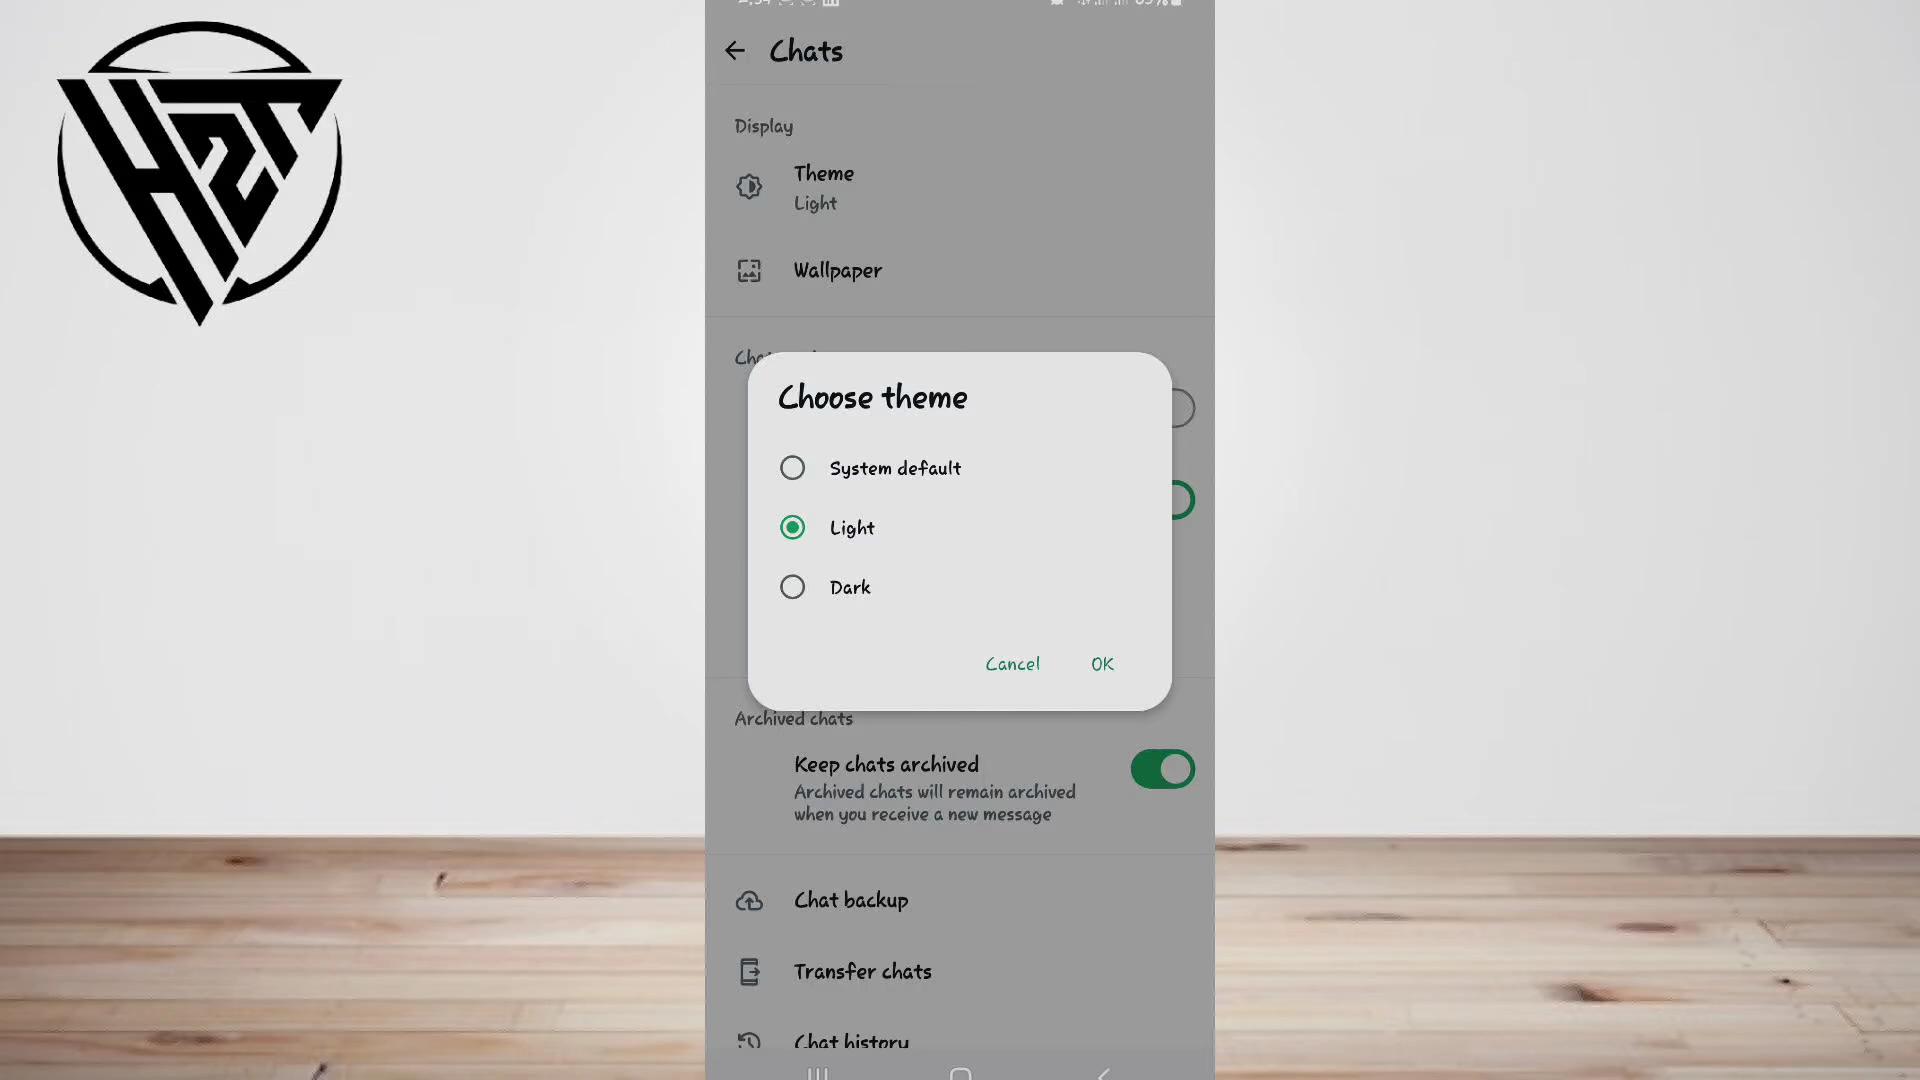 H2T
Chats
Display
Theme
Light
Wallpaper
Choose theme
System default
Light
Dark
Cancel
OK
Archived chats
Keep chats archived
Archived chats will remain archived
when you receive a new message
Chat backup
Transfer chats
Chat history